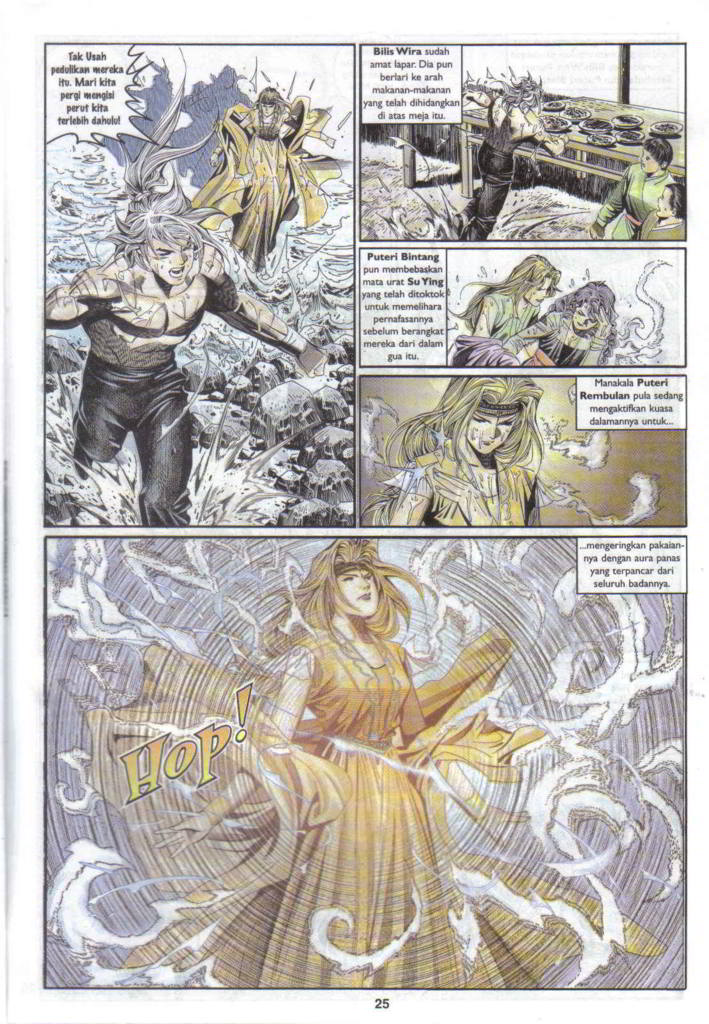 Tak Usah
pedulikan mereka
itu. Mari kita
pergi mengisi
perut kita
terlebih dahulu!
Bilis Wira sudah
amat lapar. Dia pun
berlari ke arah
makanan-makanan
yang telah dihidangkan
di atas meja itu.
Puteri Bintang
pun membebaskan
mata urat Su Ying
yang telah ditoktok
untuk memelihara
pernafasannya
sebelum berangkat
mereka dari dalam
gua itu.
Manakala Puteri
Rembulan pula sedang
mengaktifkan kuasa
dalamannya untuk...
...mengeringkan pakaian-
nya dengan aura panas
yang terpancar dari
seluruh badannya.
HOP!
25